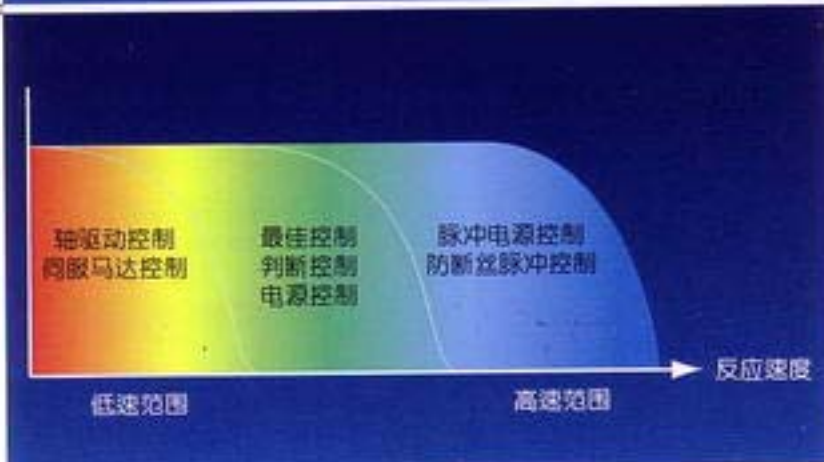 轴驱动控制
伺服马达控制
最佳控制
判断控制
电源控制
脉冲电源控制
防断丝脉冲控制
反应速度
低速范围
高速范围